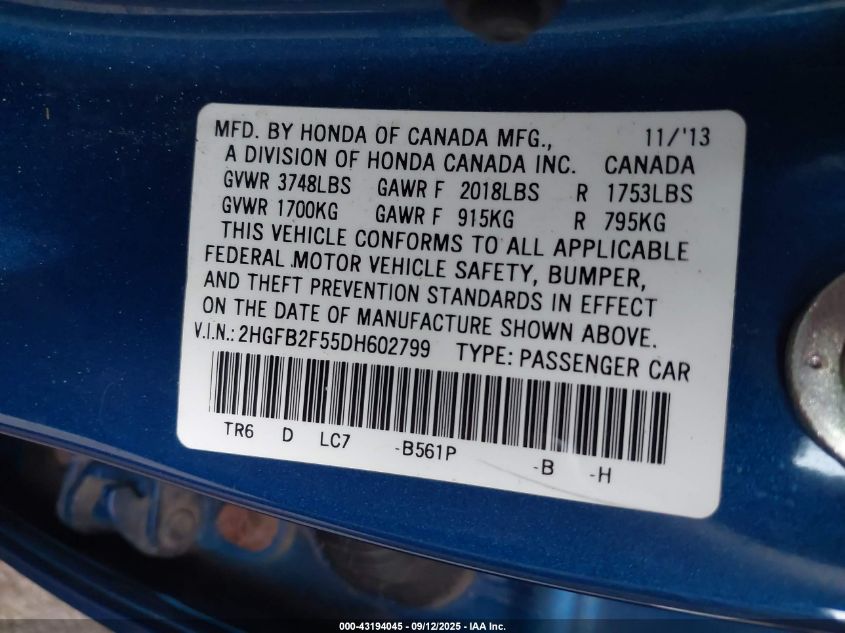 MFD. BY HONDA OF CANADA MFG., 11/'13
A DIVISION OF HONDA CANADA INC. CANADA
GVWR 3748LBS GAWR F 2018LBS R 1753LBS
GVWR 1700KG GAWR F 915KG R 795KG
THIS VEHICLE CONFORMS TO ALL APPLICABLE
FEDERAL MOTOR VEHICLE SAFETY, BUMPER,
AND THEFT PREVENTION STANDARDS IN EFFECT
ON THE DATE OF MANUFACTURE SHOWN ABOVE.
V.I.N.: 2HGFB2F55DH602799 TYPE: PASSENGER CAR
TR6 D LC7 -B561P -B -H
000-43194045 - 09/12/2025 - IAA Inc.